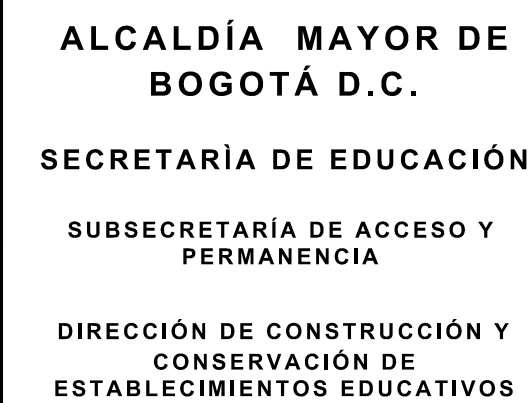 ALCALDÍA MAYOR DE
BOGOTÁ D.C.
SECRETARÌA DE EDUCACIÓN
SUBSECRETARÍA DE ACCESO Y
PERMANENCIA
DIRECCIÓN DE CONSTRUCCIÓN Y
CONSERVACIÓN DE
ESTABLECIMIENTOS EDUCATIVOS